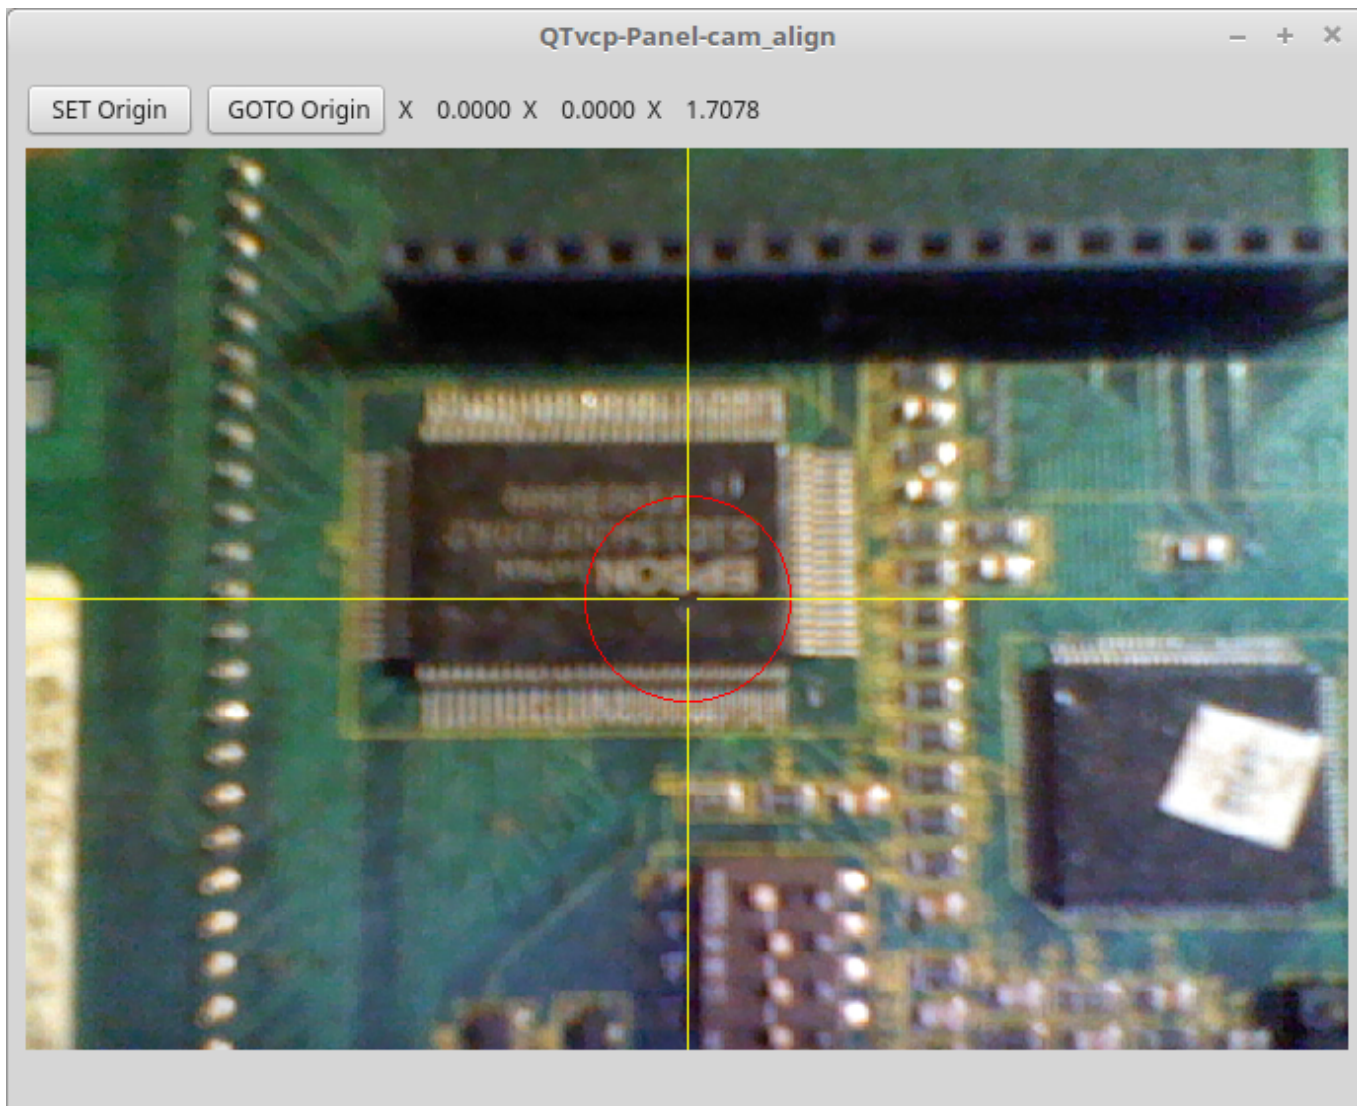 QTvcp-Panel-cam_align
SET Origin GOTO Origin X 0.0000 X 0.0000 X 1.7078
EPSON